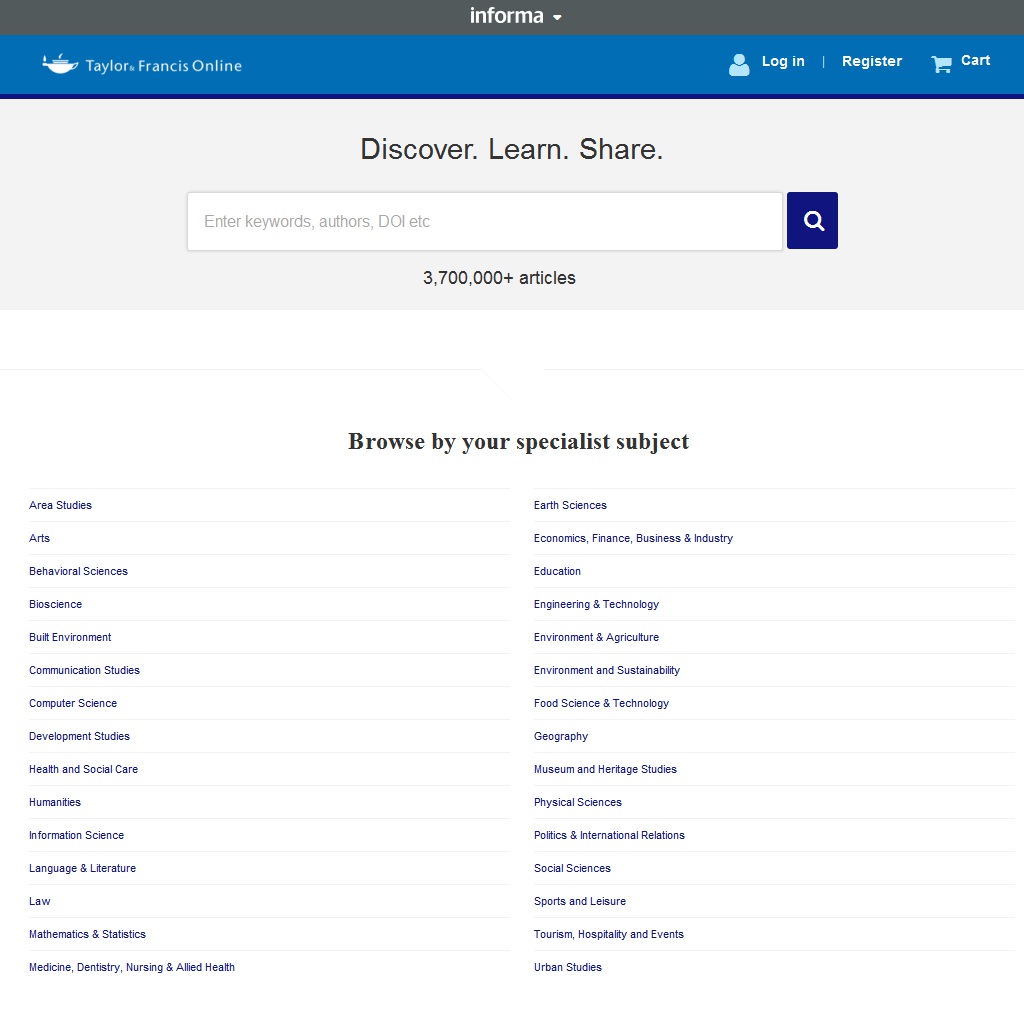 informa
Taylor & Francis Online
Log in | Register
Cart
Discover. Learn. Share.
Enter keywords, authors, DOI etc
3,700,000+ articles
Browse by your specialist subject
Area Studies
Arts
Behavioral Sciences
Bioscience
Built Environment
Communication Studies
Computer Science
Development Studies
Health and Social Care
Humanities
Information Science
Language & Literature
Law
Mathematics & Statistics
Medicine, Dentistry, Nursing & Allied Health
Earth Sciences
Economics, Finance, Business & Industry
Education
Engineering & Technology
Environment & Agriculture
Environment and Sustainability
Food Science & Technology
Geography
Museum and Heritage Studies
Physical Sciences
Politics & International Relations
Social Sciences
Sports and Leisure
Tourism, Hospitality and Events
Urban Studies